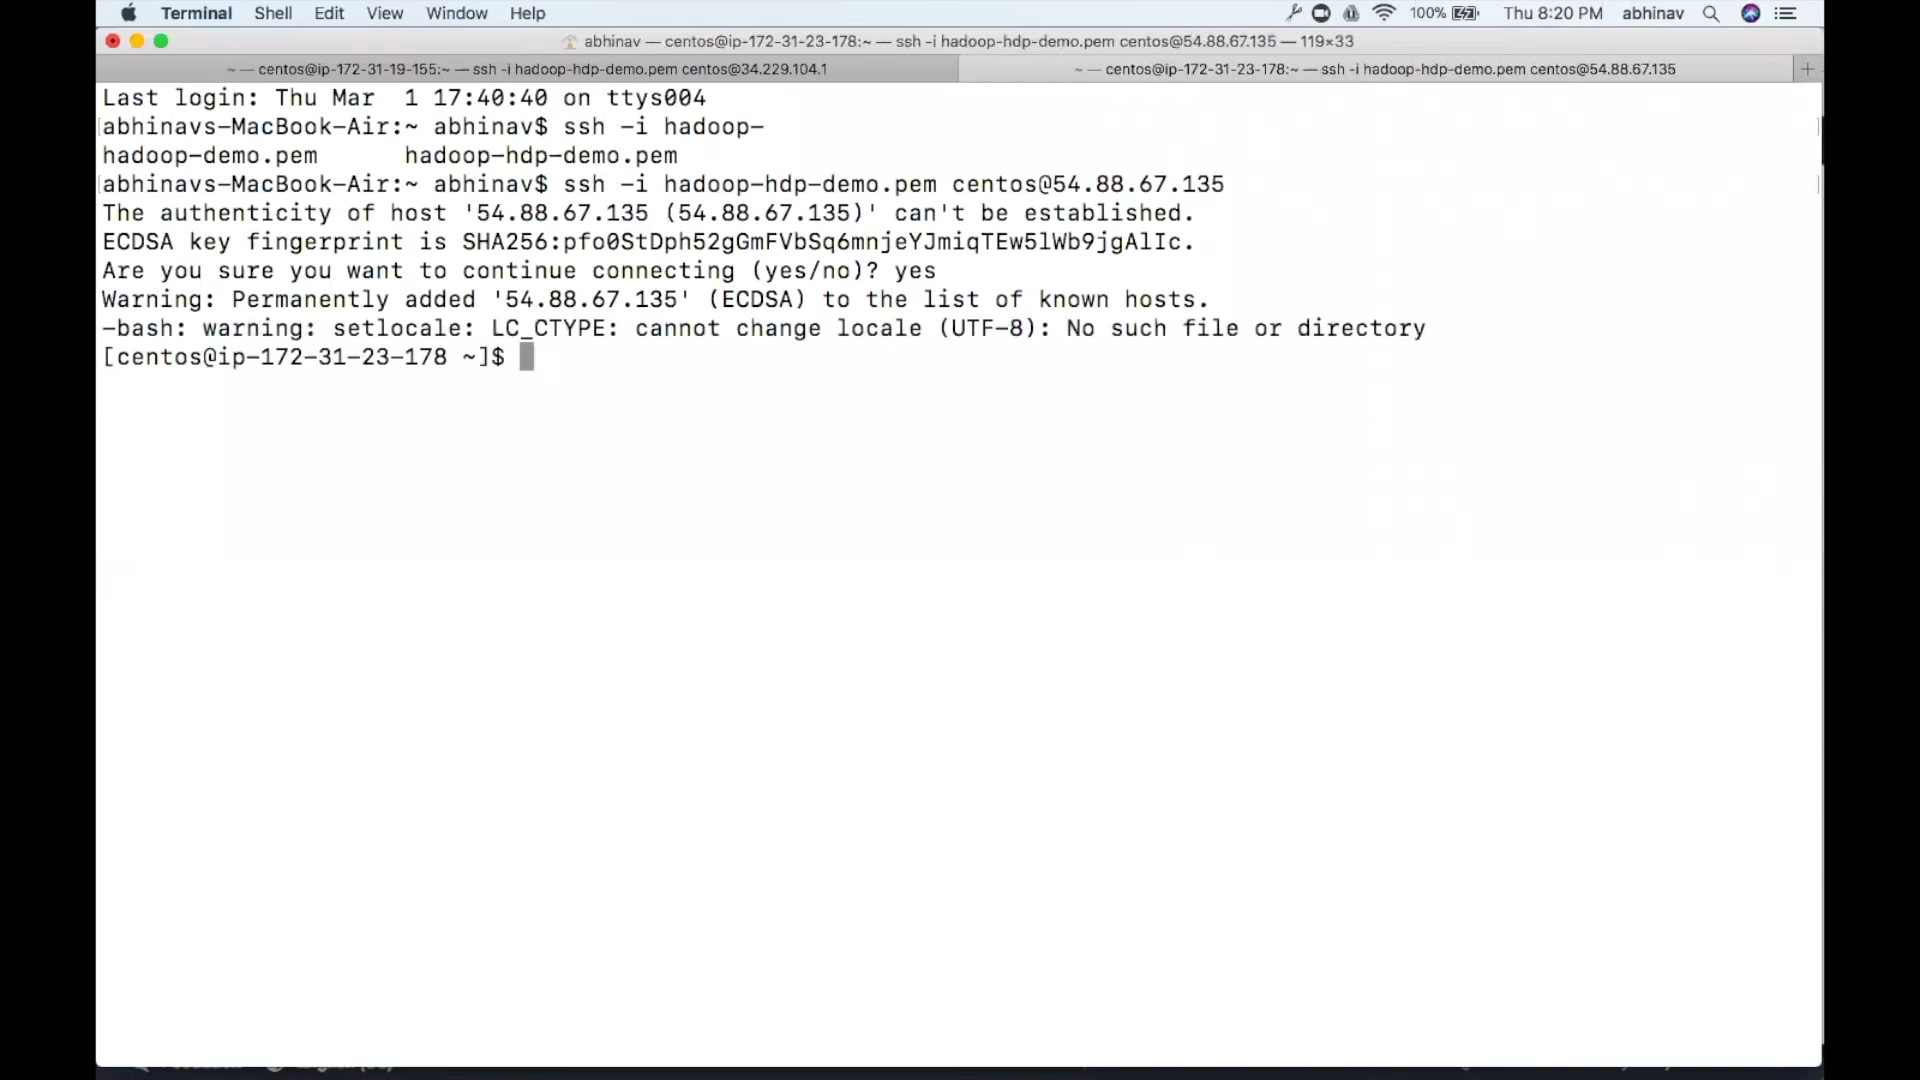 Terminal Shell Edit View Window Help 100% Thu 8:20 PM abhinav
abhinav — centos@ip-172-31-23-178:~ — ssh -i hadoop-hdp-demo.pem centos@54.88.67.135 — 119×33
~ — centos@ip-172-31-19-155:~ — ssh -i hadoop-hdp-demo.pem centos@34.229.104.1 ~ — centos@ip-172-31-23-178:~ — ssh -i hadoop-hdp-demo.pem centos@54.88.67.135
Last login: Thu Mar  1 17:40:40 on ttys004
[abhinavs-MacBook-Air:~ abhinav$ ssh -i hadoop- ]
hadoop-demo.pem      hadoop-hdp-demo.pem
[abhinavs-MacBook-Air:~ abhinav$ ssh -i hadoop-hdp-demo.pem centos@54.88.67.135 ]
The authenticity of host '54.88.67.135 (54.88.67.135)' can't be established.
ECDSA key fingerprint is SHA256:pfo0StDph52gGmFVbSq6mnjeYJmiqTEw5lWb9jgAlIc.
Are you sure you want to continue connecting (yes/no)? yes
Warning: Permanently added '54.88.67.135' (ECDSA) to the list of known hosts.
-bash: warning: setlocale: LC_CTYPE: cannot change locale (UTF-8): No such file or directory
[centos@ip-172-31-23-178 ~]$